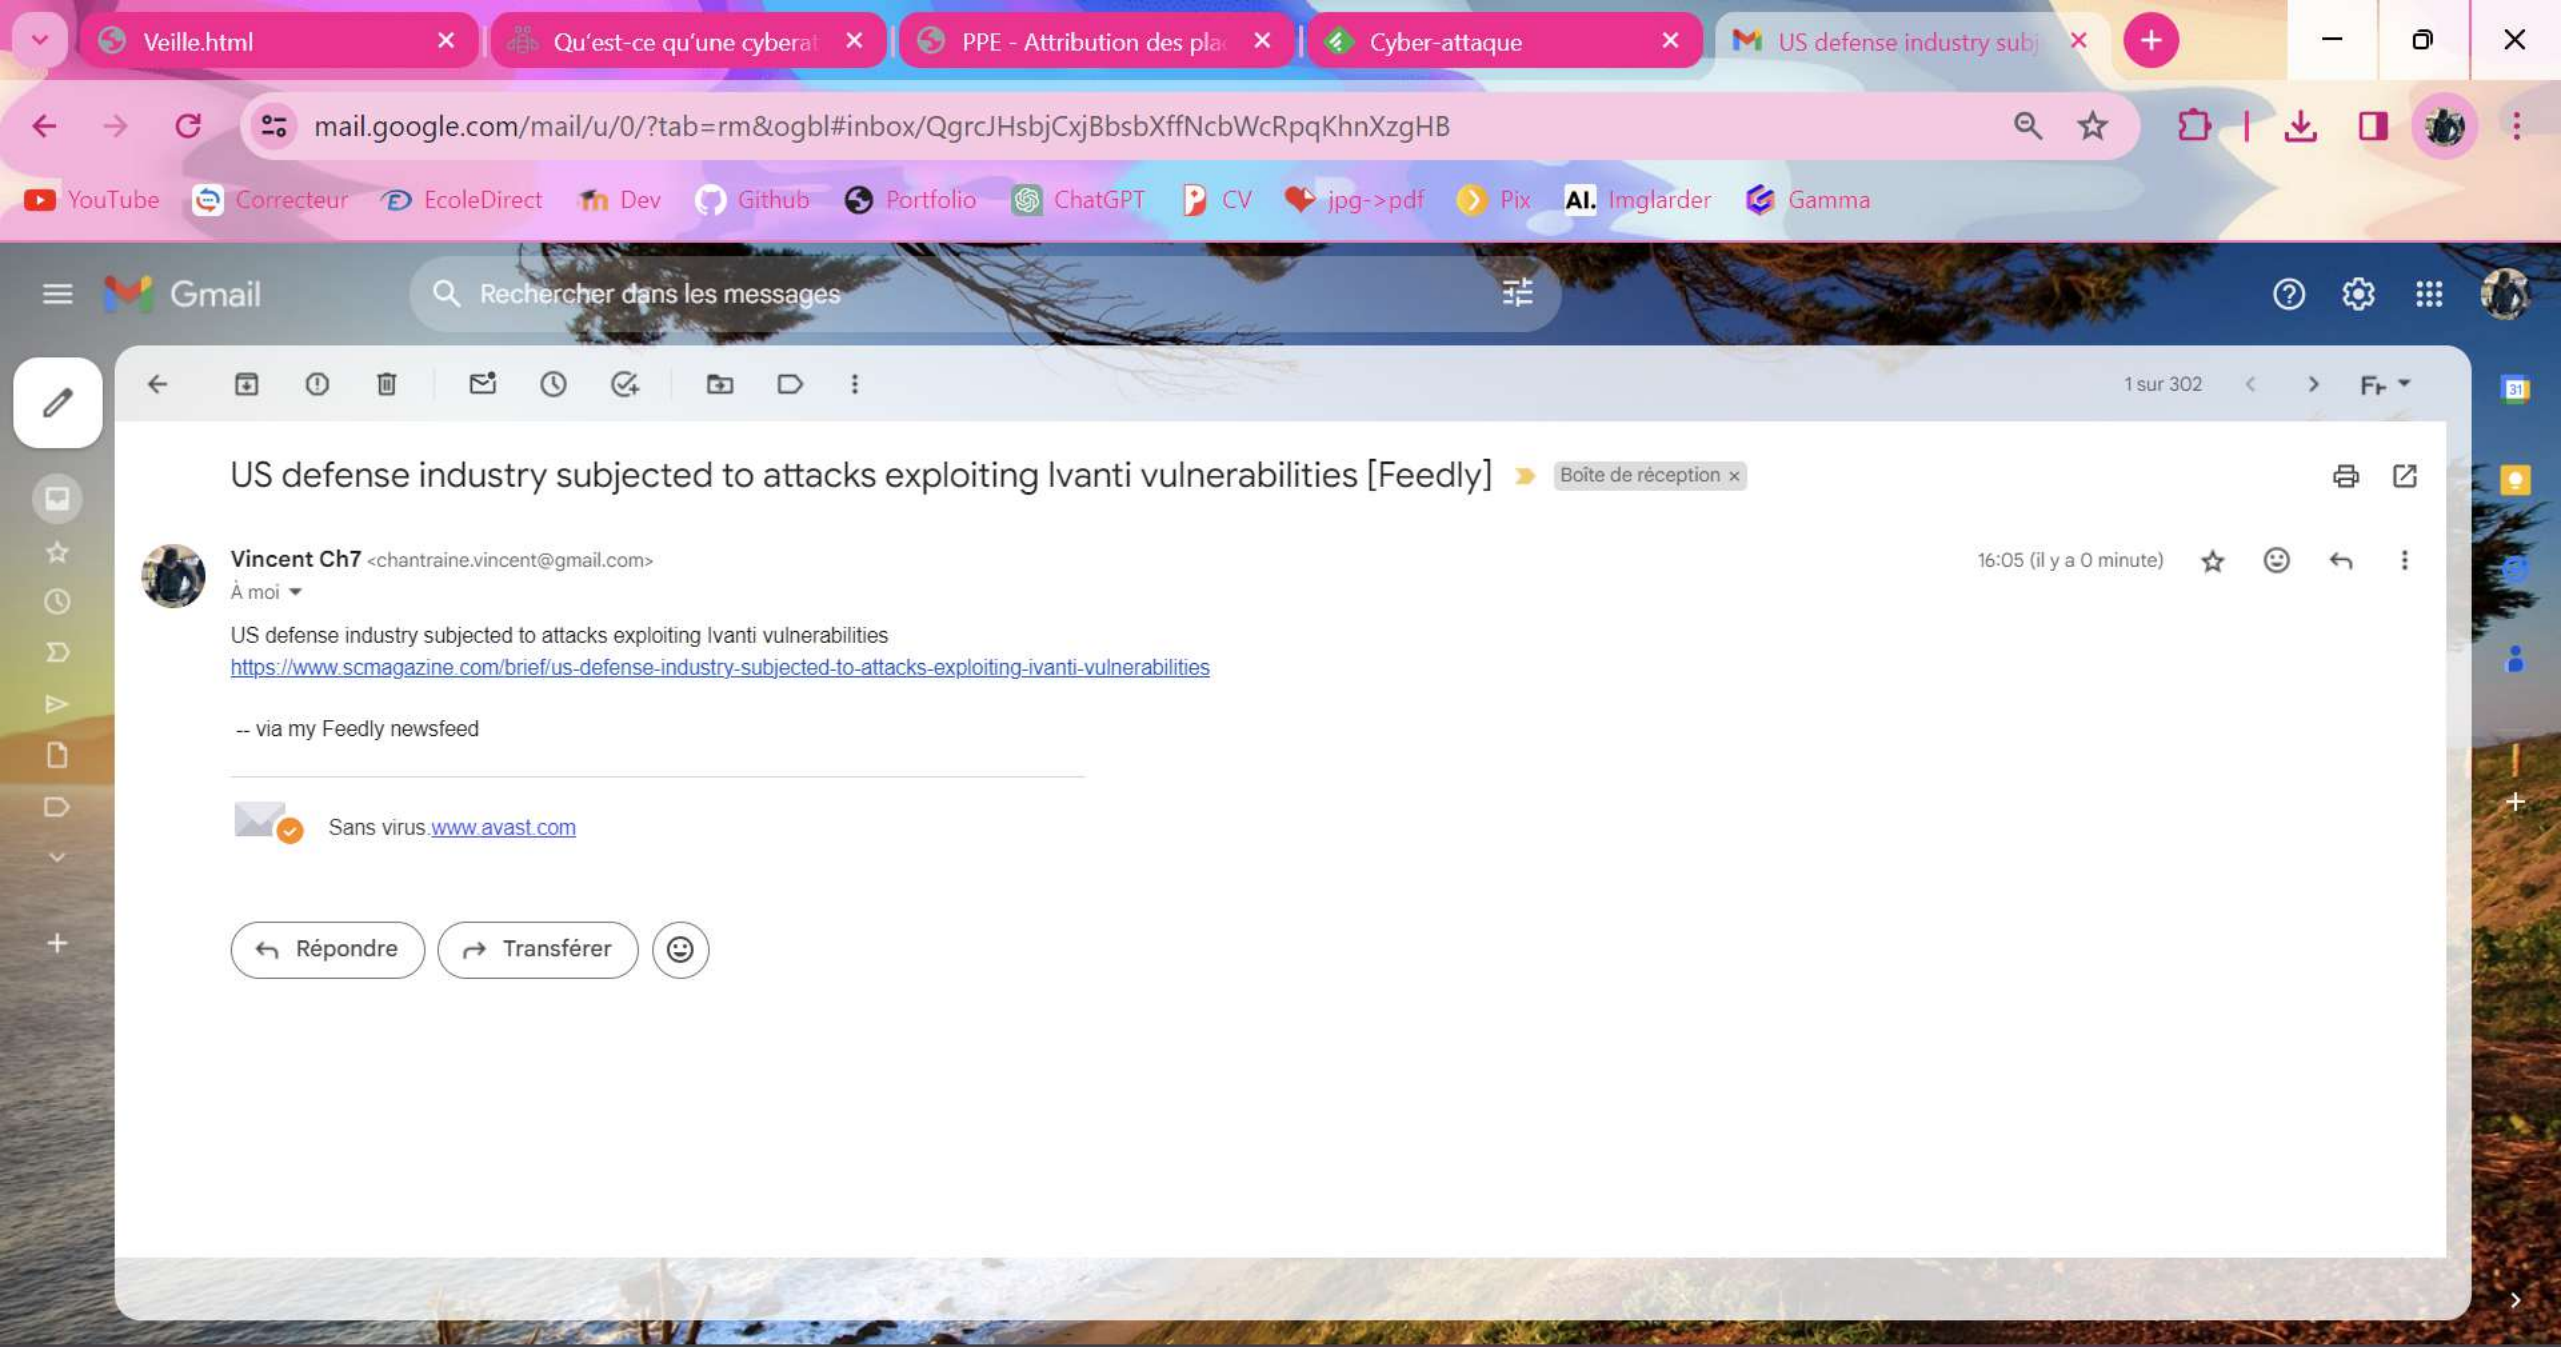 Veille.html
Qu'est-ce qu'une cyberat
PPE - Attribution des pla
Cyber-attaque
US defense industry subj
mail.google.com/mail/u/0/?tab=rm&ogbl#inbox/QgrcJHsbjCxjBbsbXffNcbWcRpqKhnXzgHB
YouTube Correcteur EcoleDirect Dev Github Portfolio ChatGPT CV jpg->pdf Pix AI. Imglarder Gamma
Gmail
Rechercher dans les messages
1 sur 302
Fr
31
US defense industry subjected to attacks exploiting Ivanti vulnerabilities [Feedly]
Boîte de réception ×
Vincent Ch7 <chantraine.vincent@gmail.com>
16:05 (il y a 0 minute)
À moi
US defense industry subjected to attacks exploiting Ivanti vulnerabilities
https://www.scmagazine.com/brief/us-defense-industry-subjected-to-attacks-exploiting-ivanti-vulnerabilities
-- via my Feedly newsfeed
Sans virus.www.avast.com
Répondre
Transférer